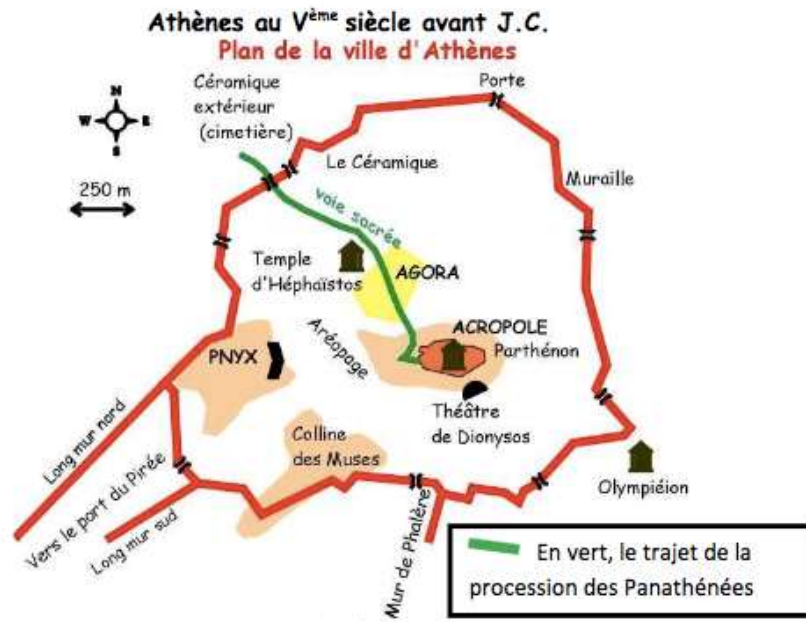 Athènes au Vème siècle avant J.C.
Plan de la ville d'Athènes
Céramique
extérieur
(cimetière)
Porte
N
W E
S
Le Céramique
Muraille
250 m
voie sacrée
Temple
d'Héphaïstos
AGORA
Aréopage
ACROPOLE
Parthénon
PNYX
Théâtre
de Dionysos
Colline
des Muses
Long mur nord
Vers le port du Pirée
Long mur sud
Mur de Phalère
Olympiéion
En vert, le trajet de la
procession des Panathénées